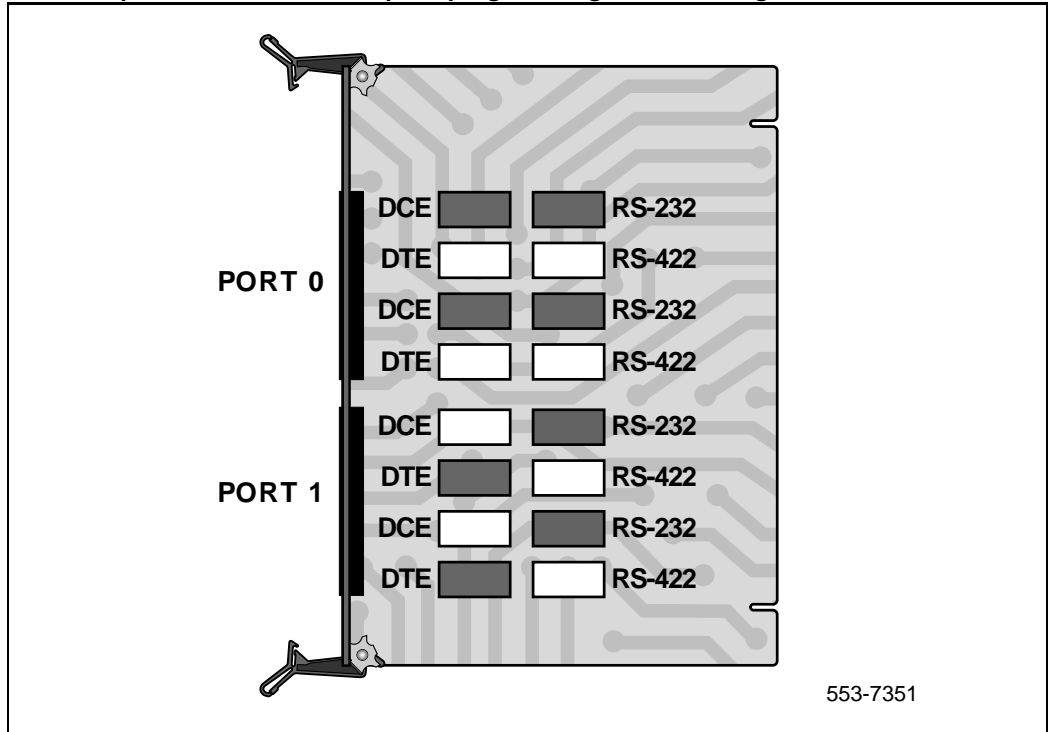 DCE RS-232
DTE RS-422
PORT 0
DCE RS-232
DTE RS-422
DCE RS-232
DTE RS-422
PORT 1
DCE RS-232
DTE RS-422
553-7351